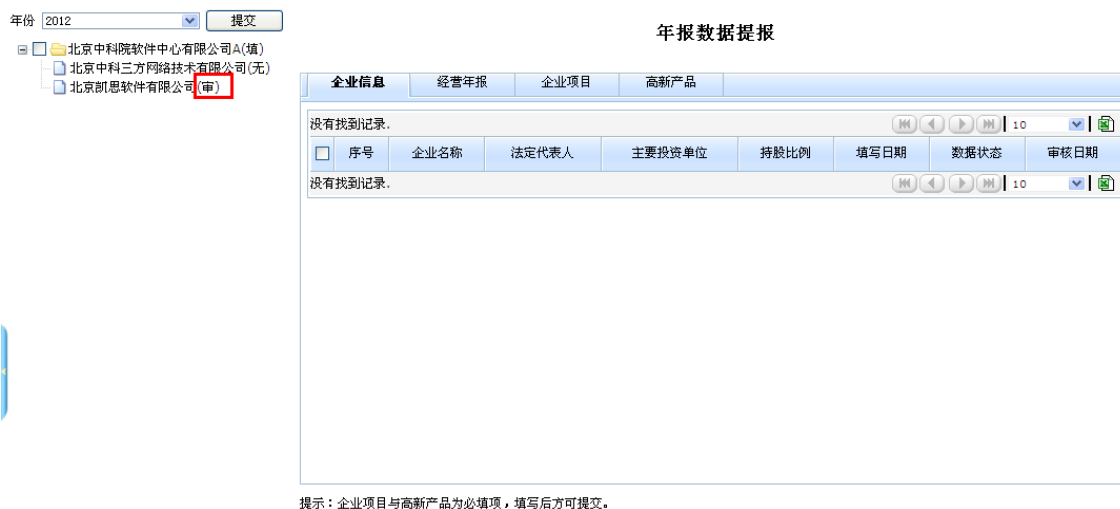 年份 2012 提交
北京中科院软件中心有限公司A(填)
北京中科三方网络技术有限公司(无)
北京凯思软件有限公司(审)
年报数据提报
企业信息 经营年报 企业项目 高新产品
没有找到记录. 10
序号 企业名称 法定代表人 主要投资单位 持股比例 填写日期 数据状态 审核日期
没有找到记录. 10
提示：企业项目与高新产品为必填项，填写后方可提交。